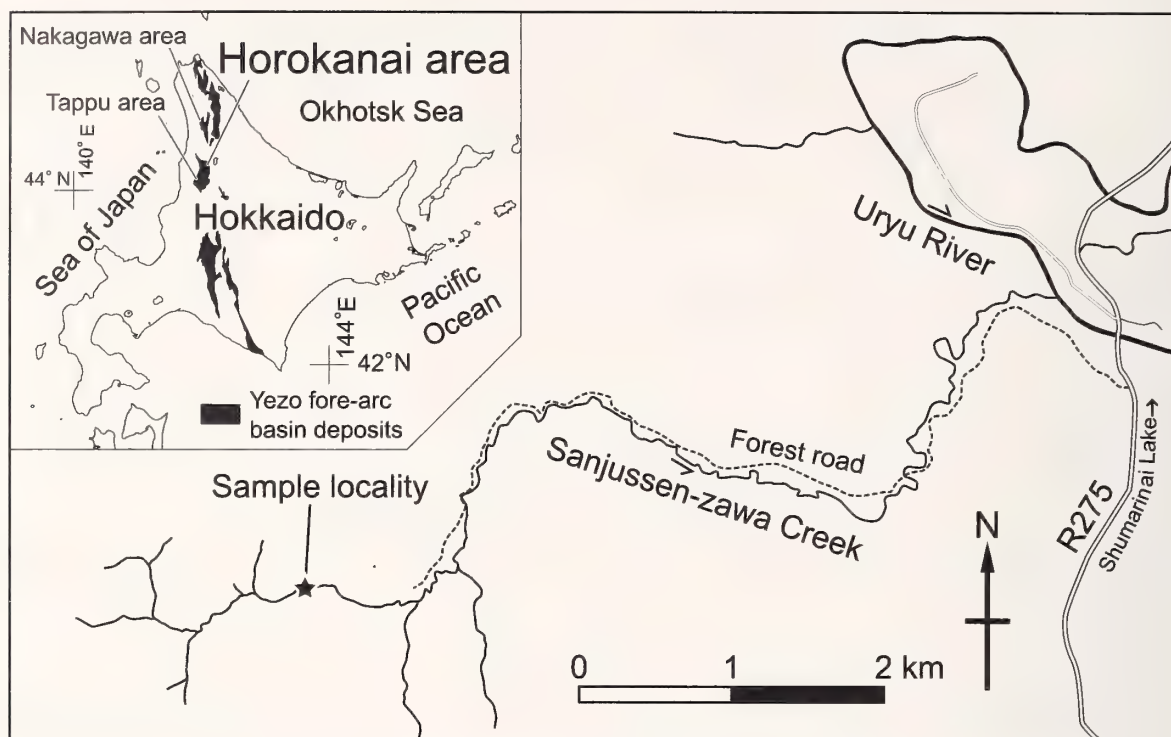 Nakagawa area
Horokanai area
Tappu area
Okhotsk Sea
140°E
44°N
Sea of Japan
Hokkaido
Pacific
Ocean
144°E
42°N
Yezo fore-arc
basin deposits
Uryu River
Forest road
Sanjussen-zawa Creek
Sample locality
R275
Shumarinai Lake→
N
0 1 2 km